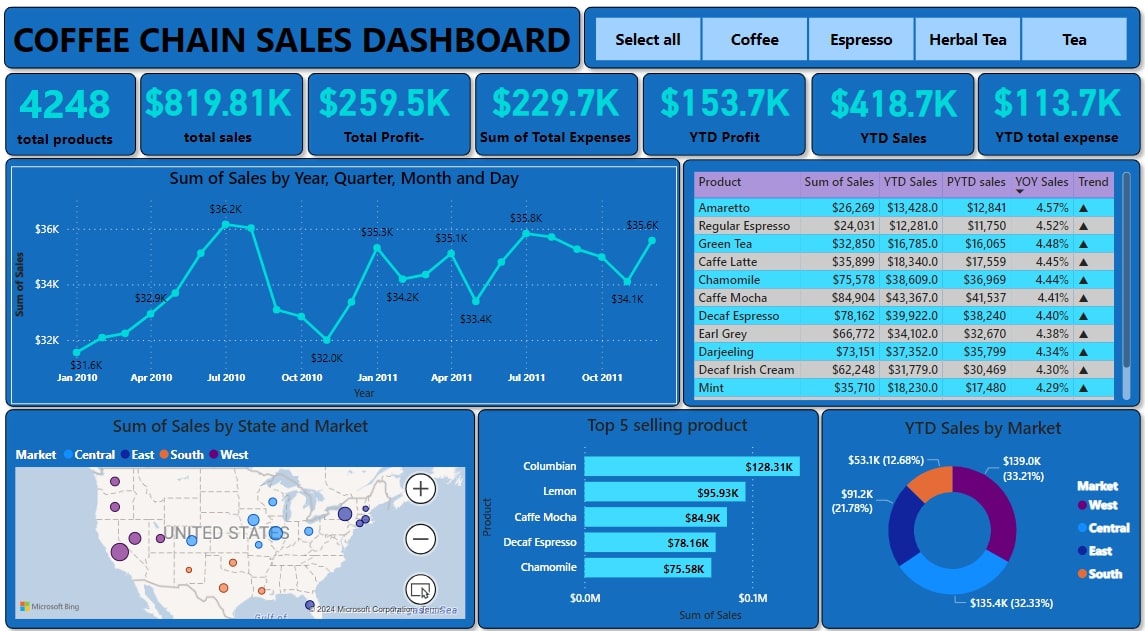 COFFEE CHAIN SALES DASHBOARD
Select all
Coffee
Espresso
Herbal Tea
Tea
4248
total products
$819.81K
total sales
$259.5K
Total Profit-
$229.7K
Sum of Total Expenses
$153.7K
YTD Profit
$418.7K
YTD Sales
$113.7K
YTD total expense
Sum of Sales by Year, Quarter, Month and Day
Sum of Sales
$36K
$34K
$32K
$31.6K
$32.9K
$36.2K
$32.0K
$35.3K
$34.2K
$35.1K
$33.4K
$35.8K
$34.1K
$35.6K
Jan 2010 Apr 2010 Jul 2010 Oct 2010 Jan 2011 Apr 2011 Jul 2011 Oct 2011
Year
Product Sum of Sales YTD Sales PYTD sales YOY Sales Trend
Amaretto $26,269 $13,428.0 $12,841 4.57% ▲
Regular Espresso $24,031 $12,281.0 $11,750 4.52% ▲
Green Tea $32,850 $16,785.0 $16,065 4.48% ▲
Caffe Latte $35,899 $18,340.0 $17,559 4.45% ▲
Chamomile $75,578 $38,609.0 $36,969 4.44% ▲
Caffe Mocha $84,904 $43,367.0 $41,537 4.41% ▲
Decaf Espresso $78,162 $39,922.0 $38,240 4.40% ▲
Earl Grey $66,772 $34,102.0 $32,670 4.38% ▲
Darjeeling $73,151 $37,352.0 $35,799 4.34% ▲
Decaf Irish Cream $62,248 $31,779.0 $30,469 4.30% ▲
Mint $35,710 $18,230.0 $17,480 4.29% ▲
Sum of Sales by State and Market
Market Central East South West
UNITED STATES
Microsoft Bing
Gulf of
© 2024 Microsoft Corporation Terms
Sea
Top 5 selling product
Product
Columbian $128.31K
Lemon $95.93K
Caffe Mocha $84.9K
Decaf Espresso $78.16K
Chamomile $75.58K
$0.0M $0.1M
Sum of Sales
YTD Sales by Market
$53.1K (12.68%)
$139.0K
(33.21%)
$91.2K
(21.78%)
$135.4K (32.33%)
Market
West
Central
East
South